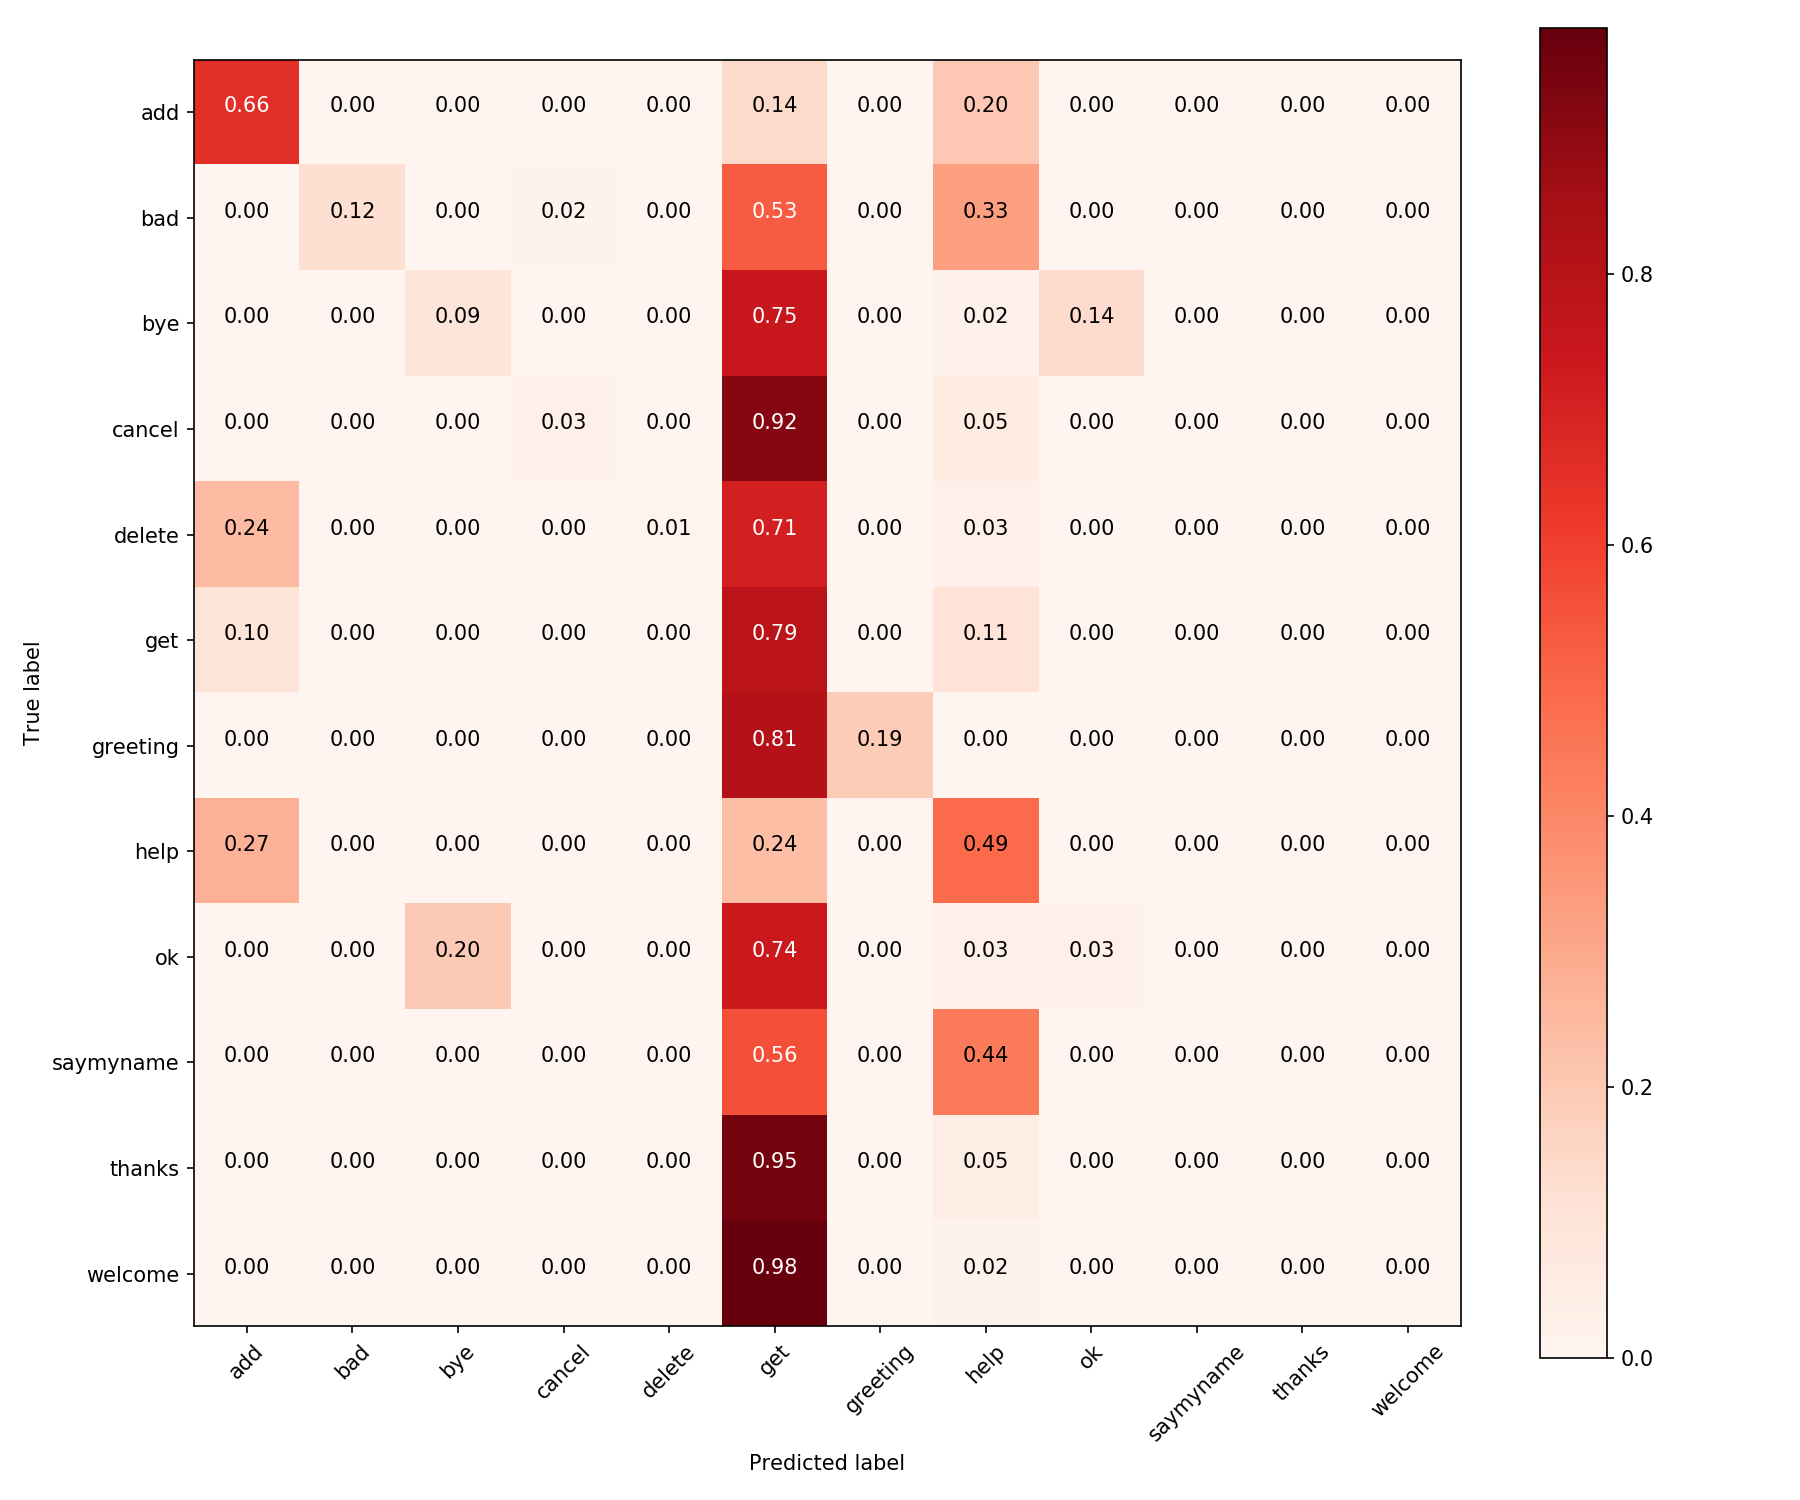 add 0.66 0.00 0.00 0.00 0.00 0.14 0.00 0.20 0.00 0.00 0.00 0.00
bad 0.00 0.12 0.00 0.02 0.00 0.53 0.00 0.33 0.00 0.00 0.00 0.00
bye 0.00 0.00 0.09 0.00 0.00 0.75 0.00 0.02 0.14 0.00 0.00 0.00
cancel 0.00 0.00 0.00 0.03 0.00 0.92 0.00 0.05 0.00 0.00 0.00 0.00
delete 0.24 0.00 0.00 0.00 0.01 0.71 0.00 0.03 0.00 0.00 0.00 0.00
get 0.10 0.00 0.00 0.00 0.00 0.79 0.00 0.11 0.00 0.00 0.00 0.00
greeting 0.00 0.00 0.00 0.00 0.00 0.81 0.19 0.00 0.00 0.00 0.00 0.00
help 0.27 0.00 0.00 0.00 0.00 0.24 0.00 0.49 0.00 0.00 0.00 0.00
ok 0.00 0.00 0.20 0.00 0.00 0.74 0.00 0.03 0.03 0.00 0.00 0.00
saymyname 0.00 0.00 0.00 0.00 0.00 0.56 0.00 0.44 0.00 0.00 0.00 0.00
thanks 0.00 0.00 0.00 0.00 0.00 0.95 0.00 0.05 0.00 0.00 0.00 0.00
welcome 0.00 0.00 0.00 0.00 0.00 0.98 0.00 0.02 0.00 0.00 0.00 0.00
add bad bye cancel delete get greeting help ok saymyname thanks welcome
Predicted label
True label
0.8
0.6
0.4
0.2
0.0